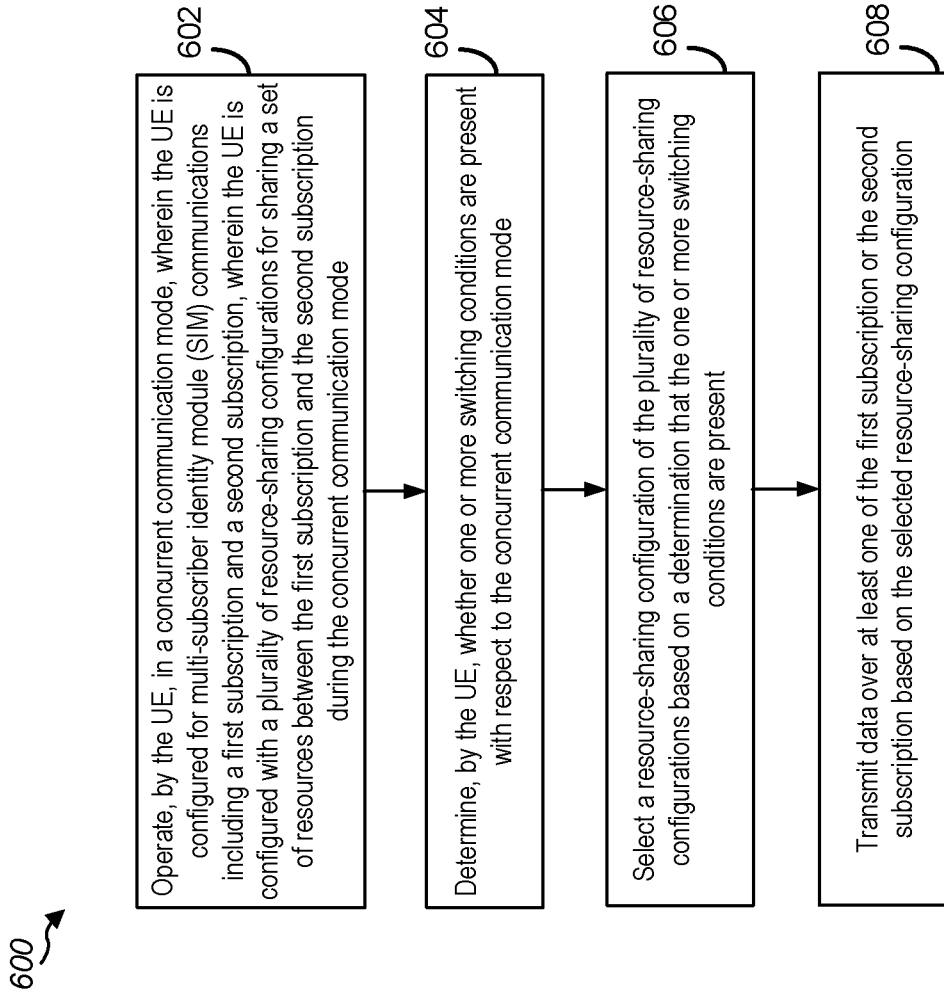 600
Operate, by the UE, in a concurrent communication mode, wherein the UE is
configured for multi-subscriber identity module (SIM) communications
including a first subscription and a second subscription, wherein the UE is
configured with a plurality of resource-sharing configurations for sharing a set
of resources between the first subscription and the second subscription
during the concurrent communication mode
602
Determine, by the UE, whether one or more switching conditions are present
with respect to the concurrent communication mode
604
Select a resource-sharing configuration of the plurality of resource-sharing
configurations based on a determination that the one or more switching
conditions are present
606
Transmit data over at least one of the first subscription or the second
subscription based on the selected resource-sharing configuration
608